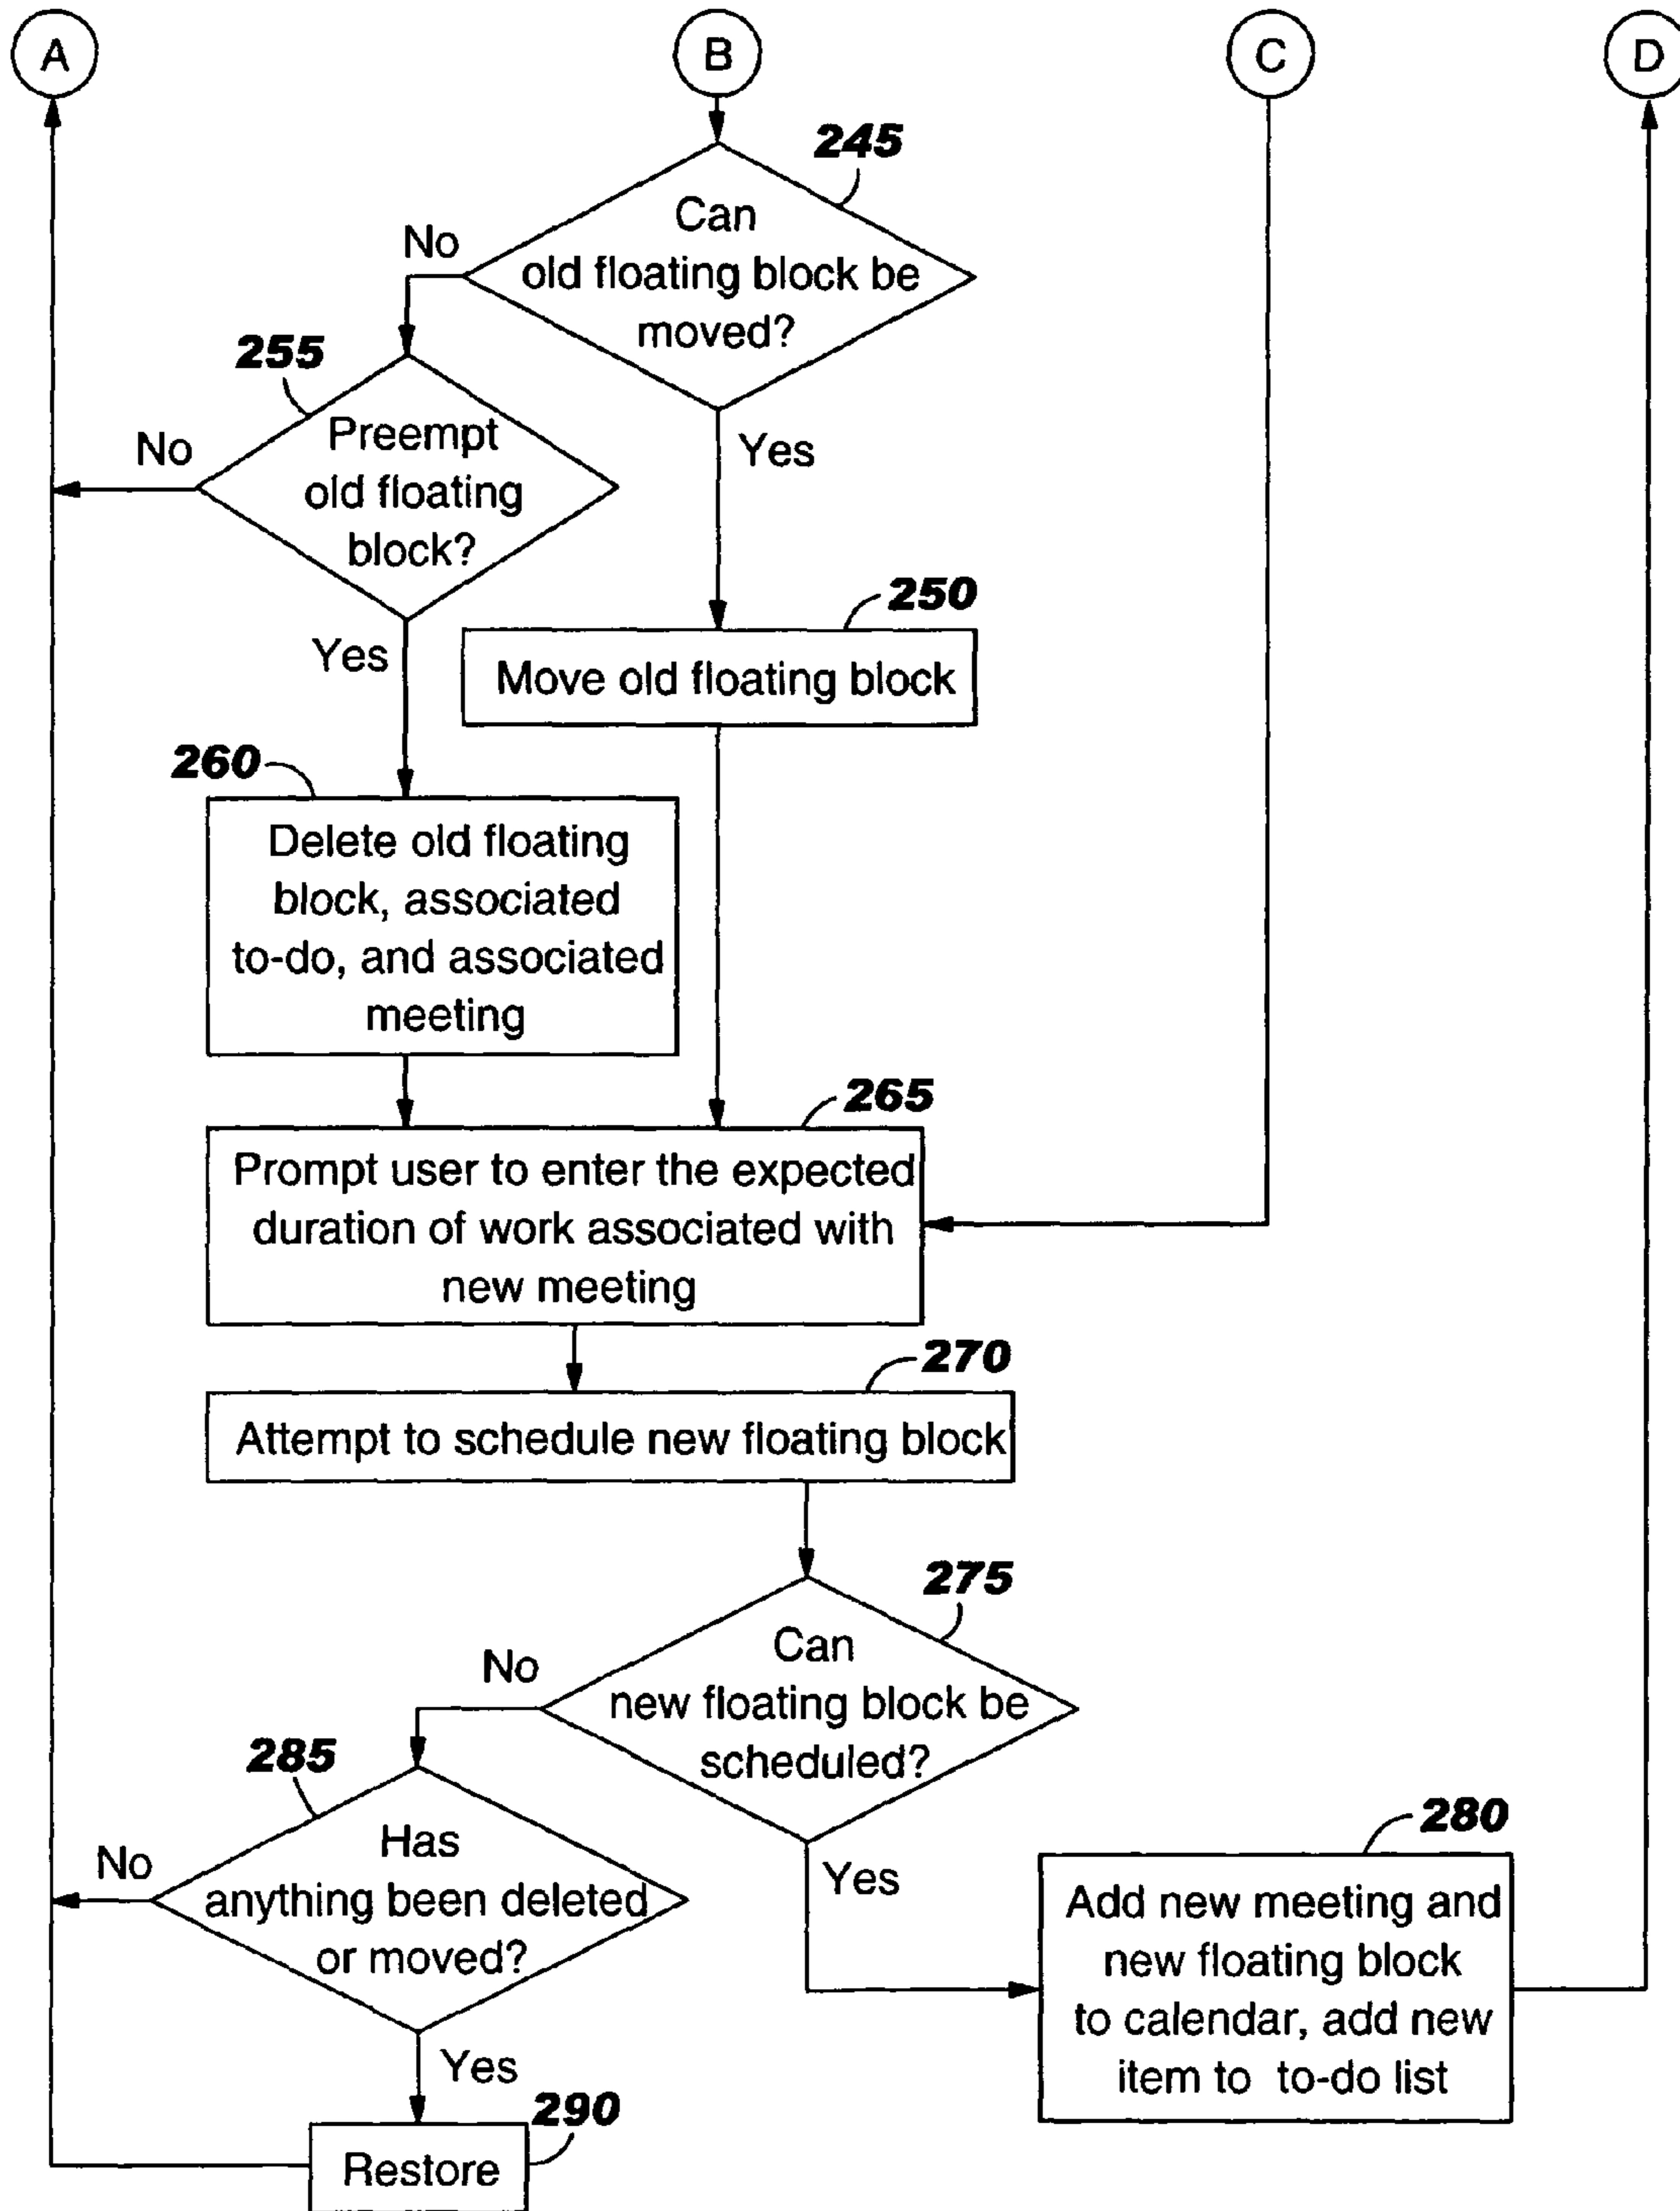 A
B
C
D
245
Can
old floating block be
moved?
No
Yes
255
Preempt
old floating
block?
No
Yes
250
Move old floating block
260
Delete old floating
block, associated
to-do, and associated
meeting
265
Prompt user to enter the expected
duration of work associated with
new meeting
270
Attempt to schedule new floating block
275
Can
new floating block be
scheduled?
No
Yes
285
Has
anything been deleted
or moved?
No
Yes
280
Add new meeting and
new floating block
to calendar, add new
item to to-do list
290
Restore